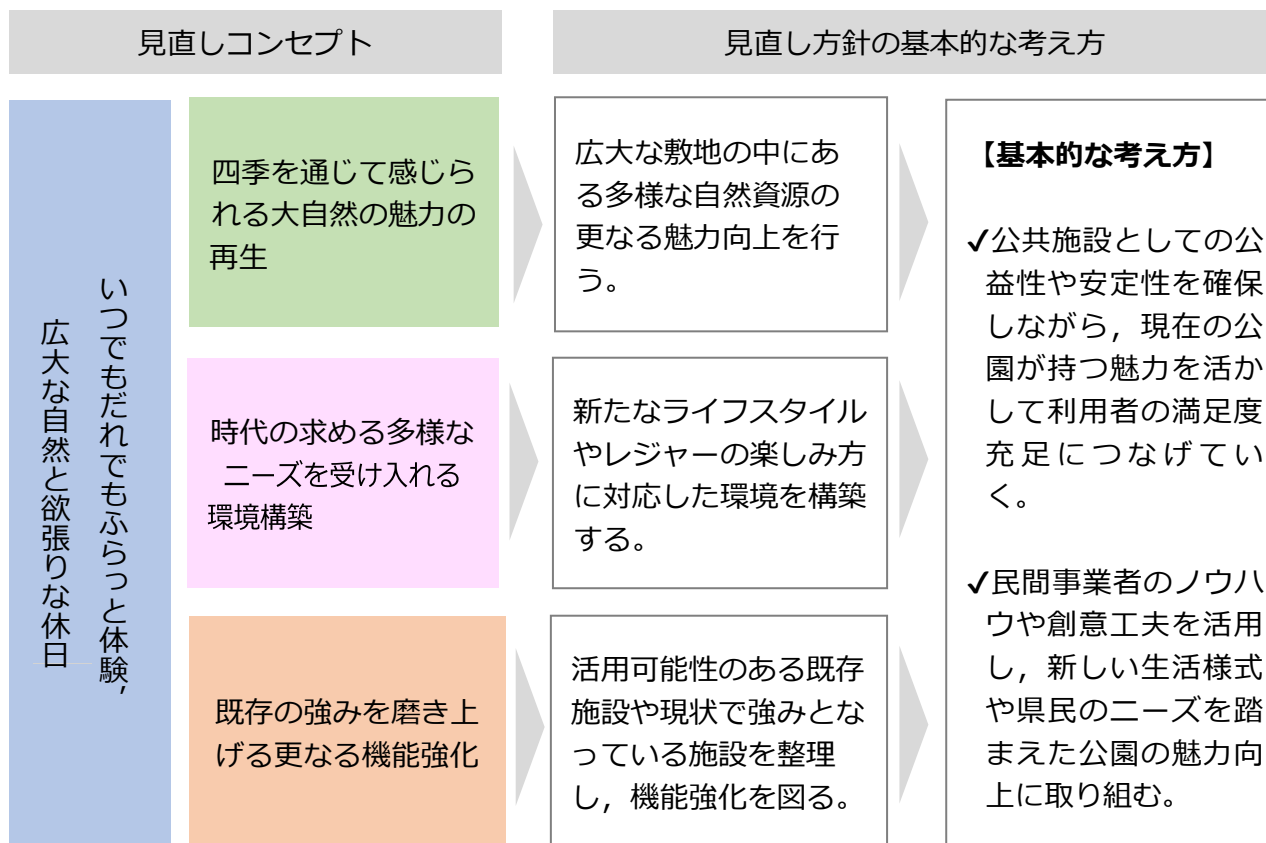 見直しコンセプト
見直し方針の基本的な考え方
いつでもだれでもふらっと体験，
広大な自然と欲張りな休日
四季を通じて感じら
れる大自然の魅力の
再生
広大な敷地の中にあ
る多様な自然資源の
更なる魅力向上を行
う。
時代の求める多様な
ニーズを受け入れる
環境構築
新たなライフスタイル
やレジャーの楽しみ方
に対応した環境を構築
する。
既存の強みを磨き上
げる更なる機能強化
活用可能性のある既存
施設や現状で強みとな
っている施設を整理
し，機能強化を図る。
【基本的な考え方】
✓公共施設としての公
益性や安定性を確保
しながら，現在の公
園が持つ魅力を活か
して利用者の満足度
充足につなげてい
く。
✓民間事業者のノウハ
ウや創意工夫を活用
し，新しい生活様式
や県民のニーズを踏
まえた公園の魅力向
上に取り組む。